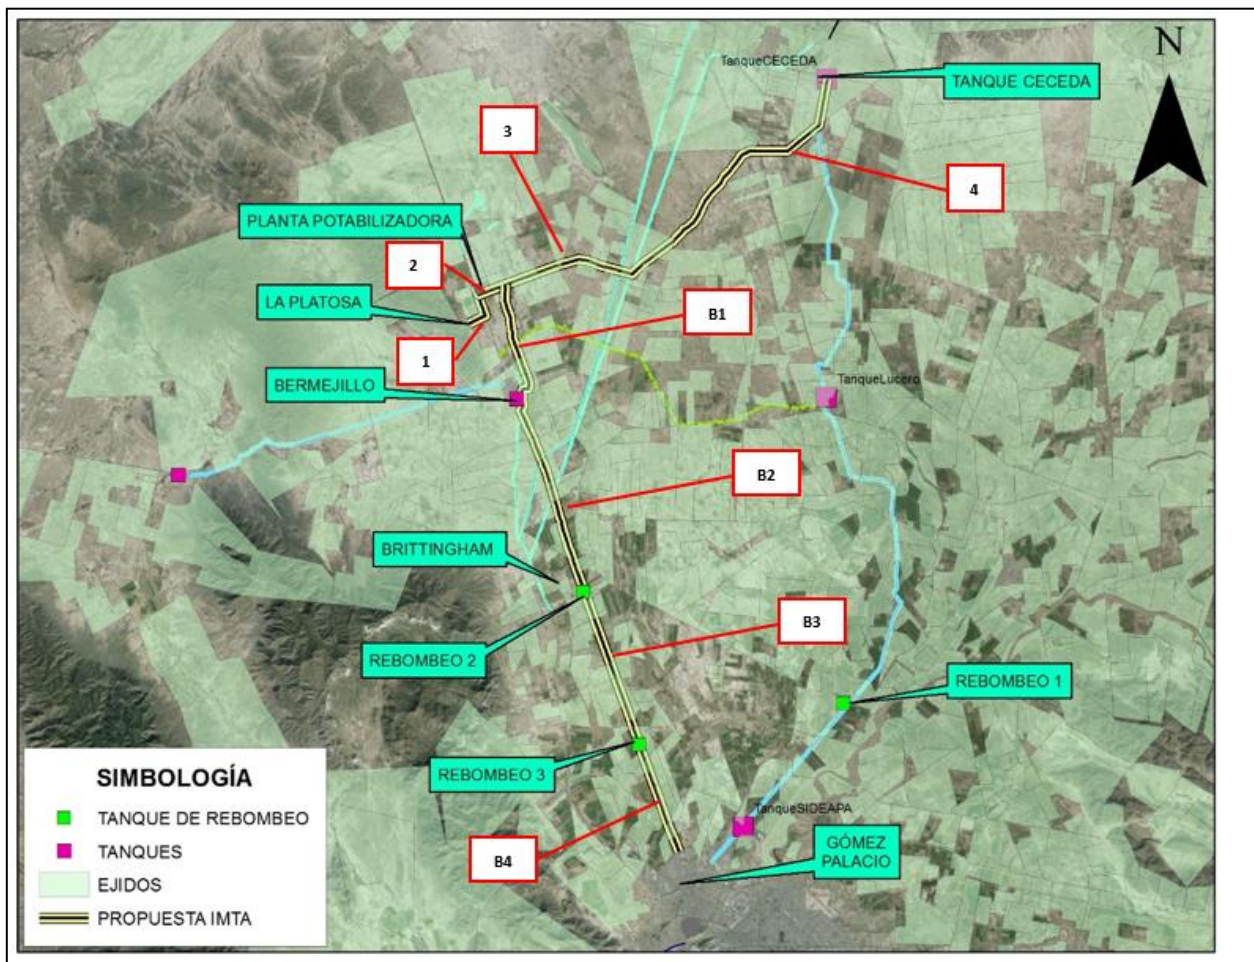 N
TanqueCECEDA
TANQUE CECEDA
3
4
PLANTA POTABILIZADORA
2
LA PLATOSA
B1
1
BERMEJILLO
TanqueLucero
B2
BRITTINGHAM
B3
REBOMBEO 2
REBOMBEO 1
REBOMBEO 3
TanqueSIDEAPA
GÓMEZ
PALACIO
B4
SIMBOLOGÍA
TANQUE DE REBOMBEO
TANQUES
EJIDOS
PROPUESTA IMTA